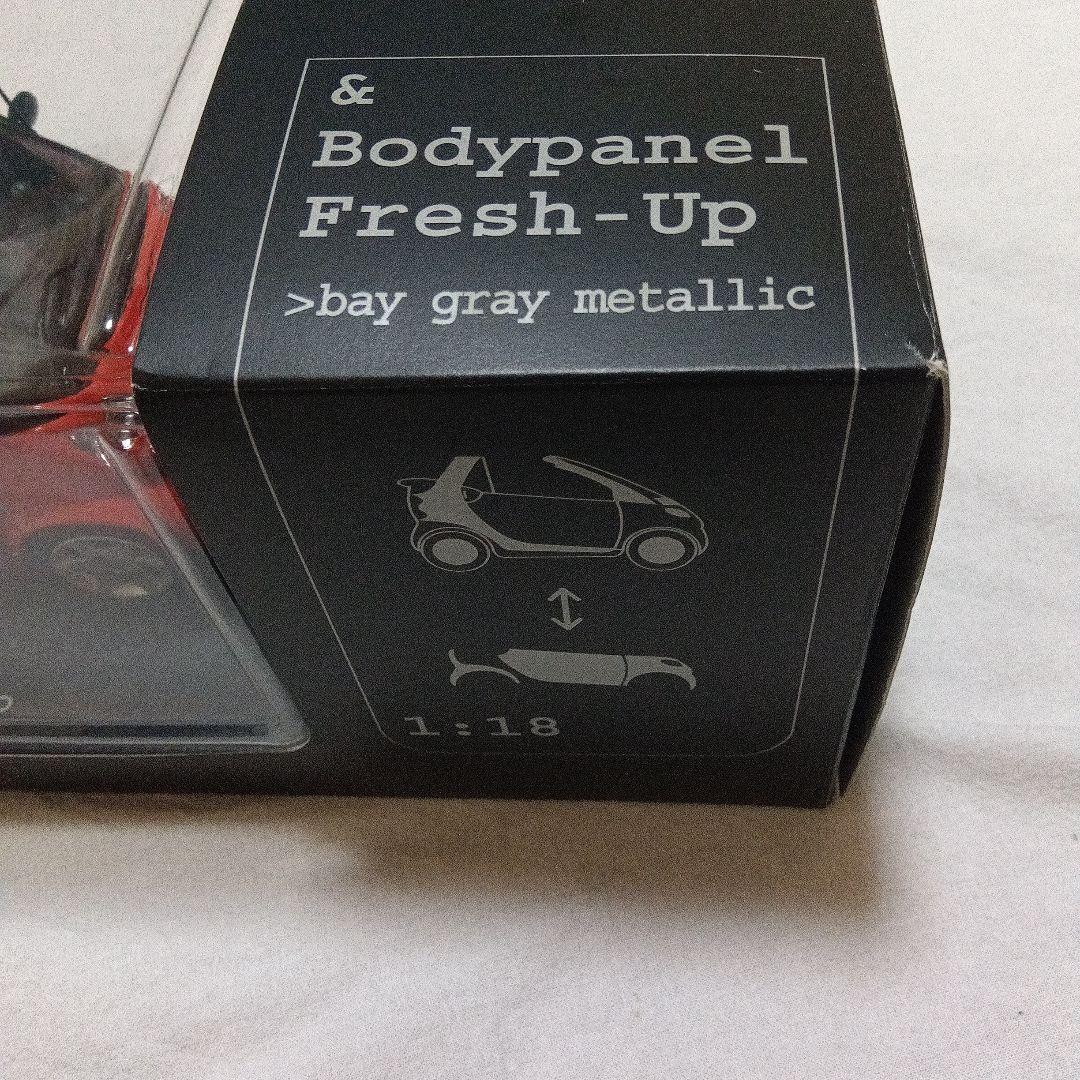 &
Bodypanel
Fresh-Up
>bay gray metallic
1:18